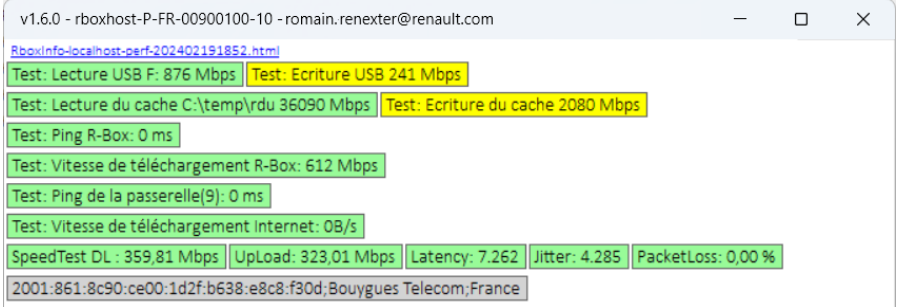 v1.6.0 - rboxhost-P-FR-00900100-10 - romain.renexter@renault.com
RboxInfo-localhost-perf-202402191852.html
Test: Lecture USB F: 876 Mbps Test: Ecriture USB 241 Mbps
Test: Lecture du cache C:\temp\rdu 36090 Mbps Test: Ecriture du cache 2080 Mbps
Test: Ping R-Box: 0 ms
Test: Vitesse de téléchargement R-Box: 612 Mbps
Test: Ping de la passerelle(9): 0 ms
Test: Vitesse de téléchargement Internet: 0B/s
SpeedTest DL : 359,81 Mbps UpLoad: 323,01 Mbps Latency: 7.262 Jitter: 4.285 PacketLoss: 0,00 %
2001:861:8c90:ce00:1d2f:b638:e8c8:f30d;Bouygues Telecom;France